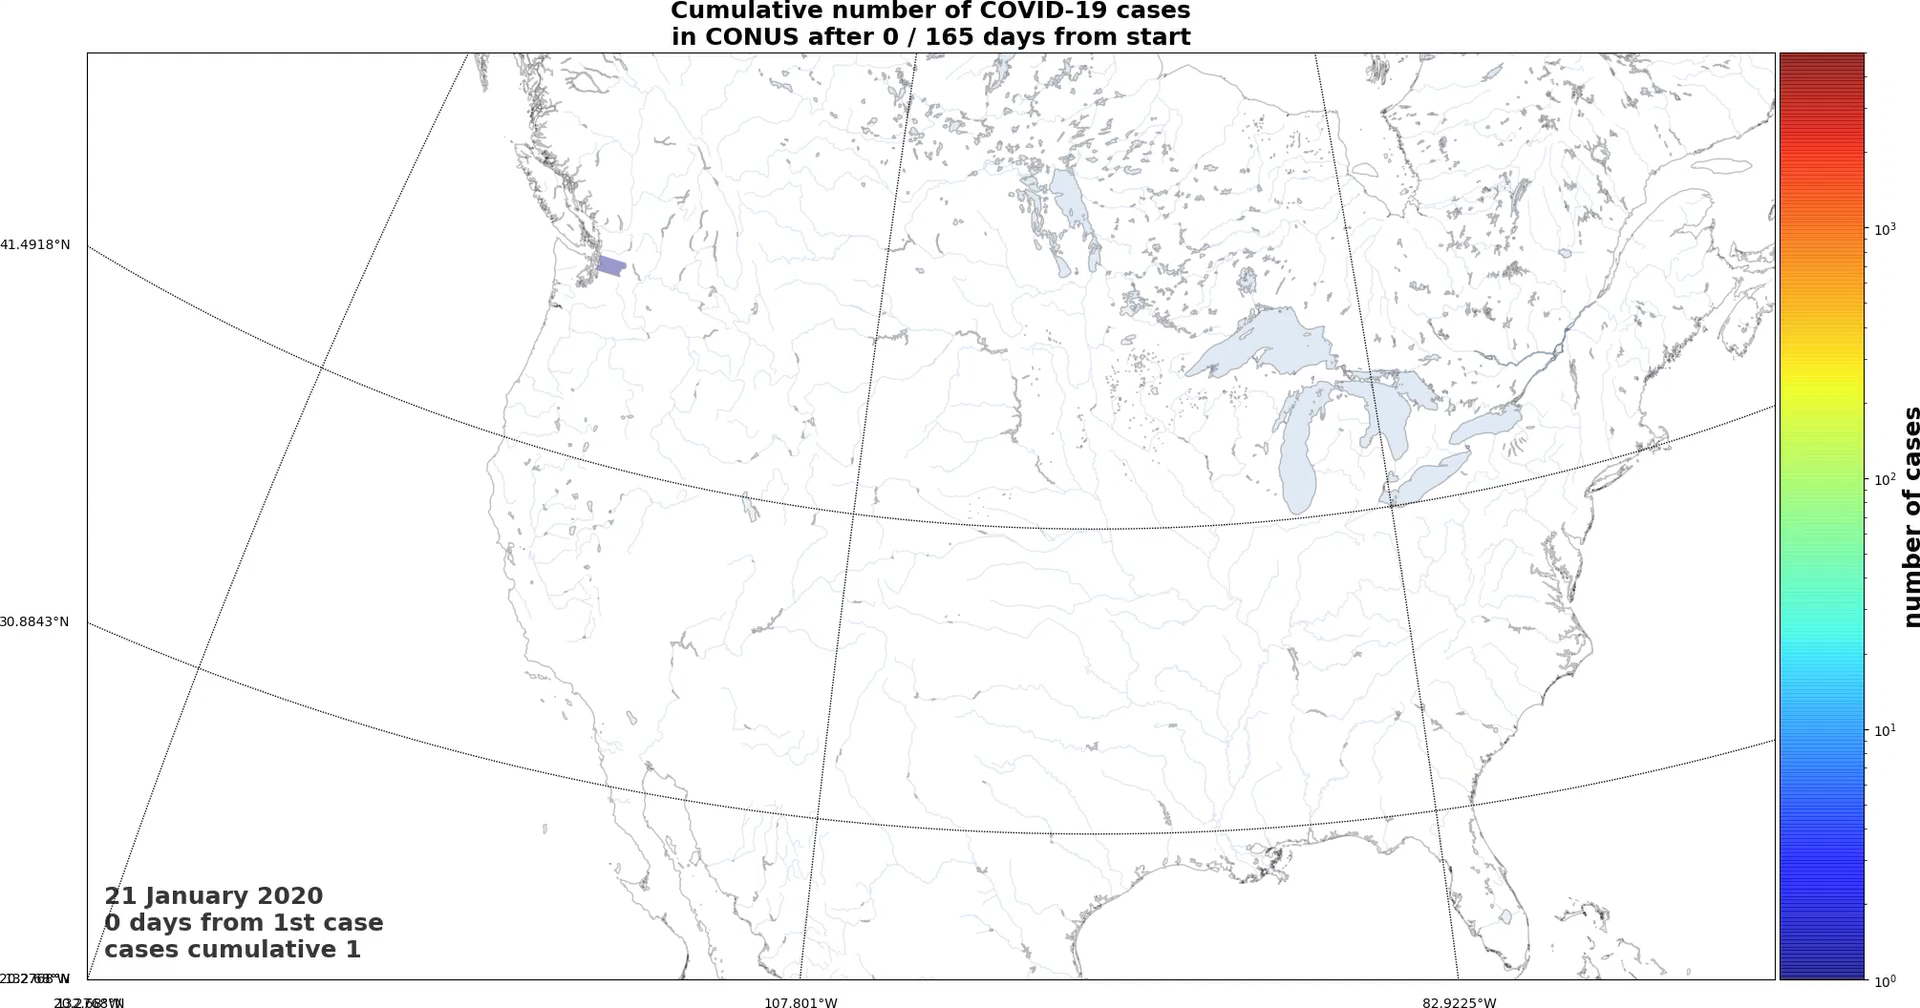 Cumulative number of COVID-19 cases
in CONUS after 0 / 165 days from start
41.4918°N
30.8843°N
21 January 2020
0 days from 1st case
cases cumulative 1
107.801°W
82.9225°W
10³
10²
10¹
10⁰
number of cases